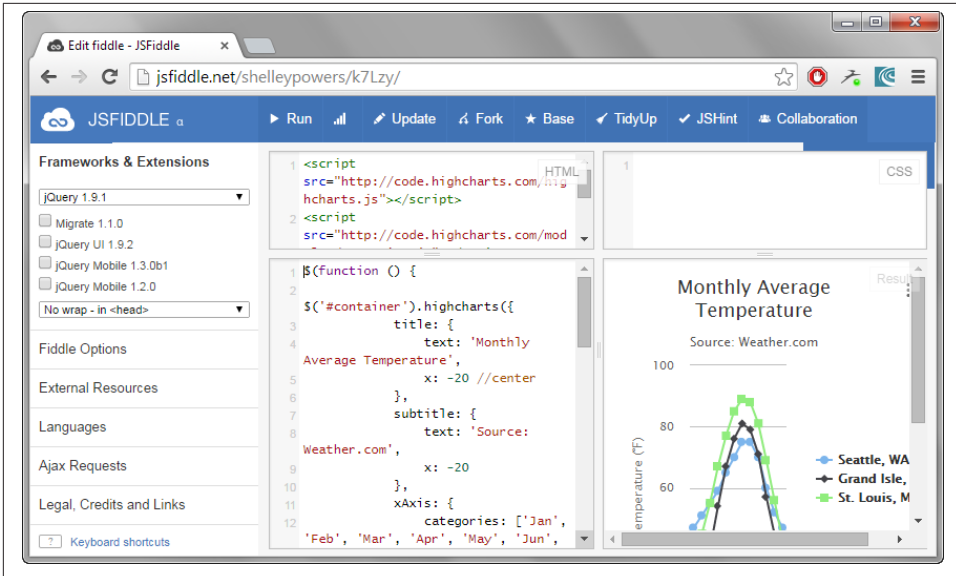 Edit fiddle - JSFiddle
jsfiddle.net/shelleypowers/k7Lzy/
JSFIDDLE α
Run
Update
Fork
Base
TidyUp
JSHint
Collaboration
Frameworks & Extensions
jQuery 1.9.1
Migrate 1.1.0
jQuery UI 1.9.2
jQuery Mobile 1.3.0b1
jQuery Mobile 1.2.0
No wrap - in <head>
Fiddle Options
External Resources
Languages
Ajax Requests
Legal, Credits and Links
? Keyboard shortcuts
HTML
1 <script
src="http://code.highcharts.com/hig
hcharts.js"></script>
2 <script
src="http://code.highcharts.com/mod
CSS
1
1 $(function () {
2
$('#container').highcharts({
3 title: {
4 text: 'Monthly
Average Temperature',
5 x: -20 //center
6 },
7 subtitle: {
8 text: 'Source:
Weather.com',
9 x: -20
10 },
11 xAxis: {
12 categories: ['Jan',
'Feb', 'Mar', 'Apr', 'May', 'Jun',
Result
Monthly Average
Temperature
Source: Weather.com
100
80
60
emperature (°F)
Seattle, WA
Grand Isle,
St. Louis, M